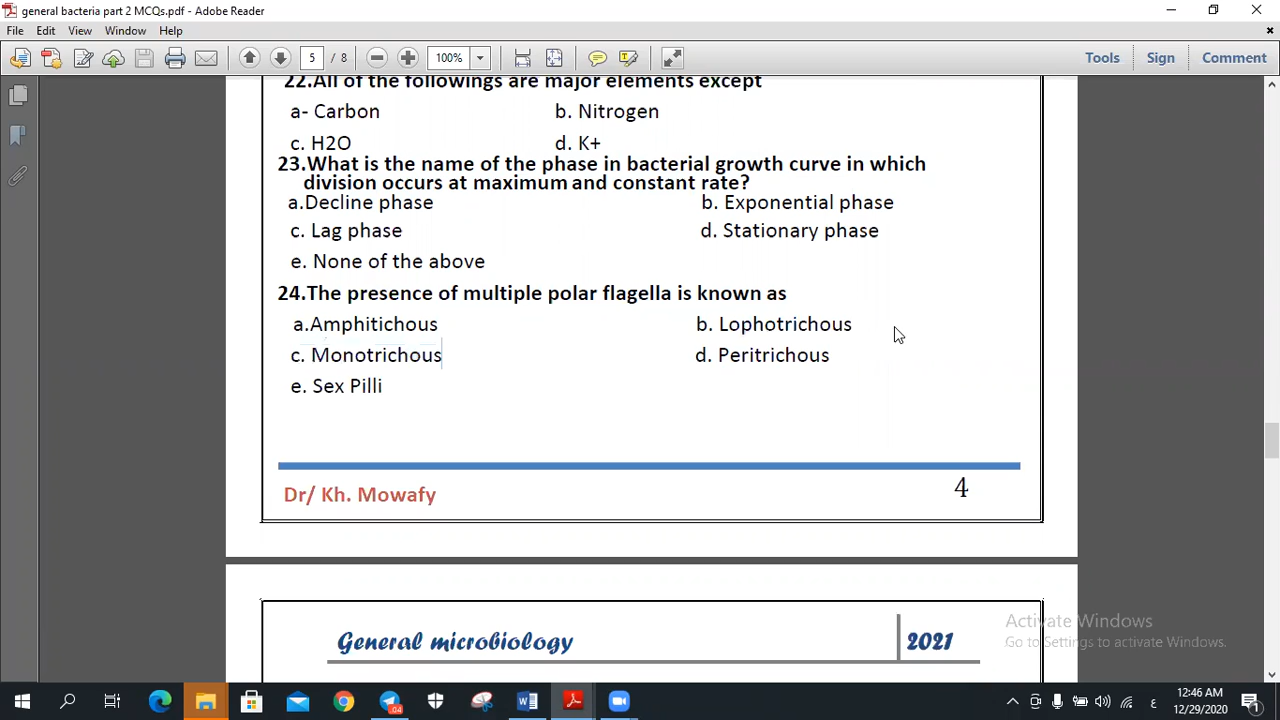 general bacteria part 2 MCQs.pdf - Adobe Reader
File Edit View Window Help
5 / 8 100% Tools Sign Comment
22.All of the followings are major elements except
a- Carbon b. Nitrogen
c. H2O d. K+
23.What is the name of the phase in bacterial growth curve in which
division occurs at maximum and constant rate?
a.Decline phase b. Exponential phase
c. Lag phase d. Stationary phase
e. None of the above
24.The presence of multiple polar flagella is known as
a.Amphitichous b. Lophotrichous
c. Monotrichous d. Peritrichous
e. Sex Pilli
Dr/ Kh. Mowafy 4
General microbiology 2021
Activate Windows
Go to Settings to activate Windows.
04
ع
12:46 AM
12/29/2020
1